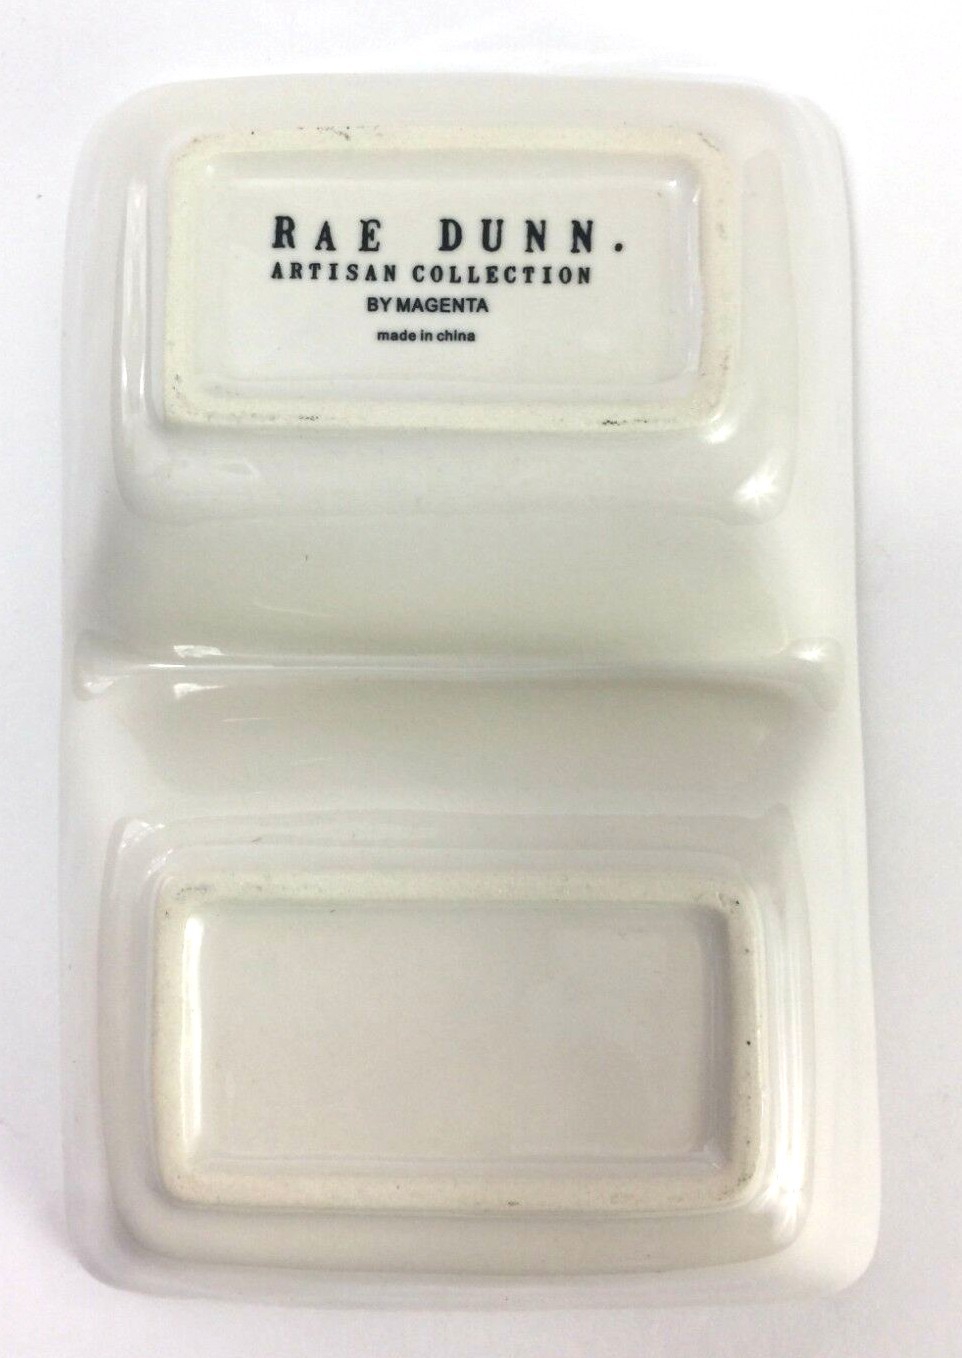 RAE DUNN.
ARTISAN COLLECTION
BY MAGENTA
made in china